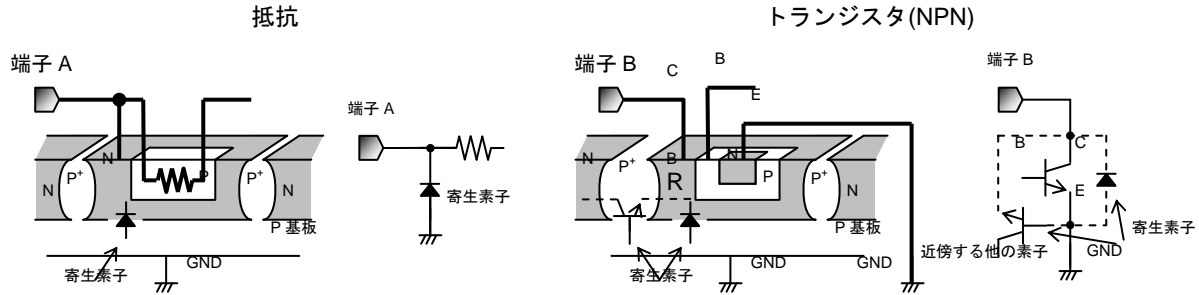 抵抗
トランジスタ(NPN)
端子 A
N
N
P+
P
P+
N
P 基板
寄生素子
GND
端子 A
寄生素子
端子 B
C
B
E
N
P+
B
R
N
P
P+
N
P 基板
寄生素子
GND
GND
端子 B
B
C
E
寄生素子
近傍する他の素子
GND